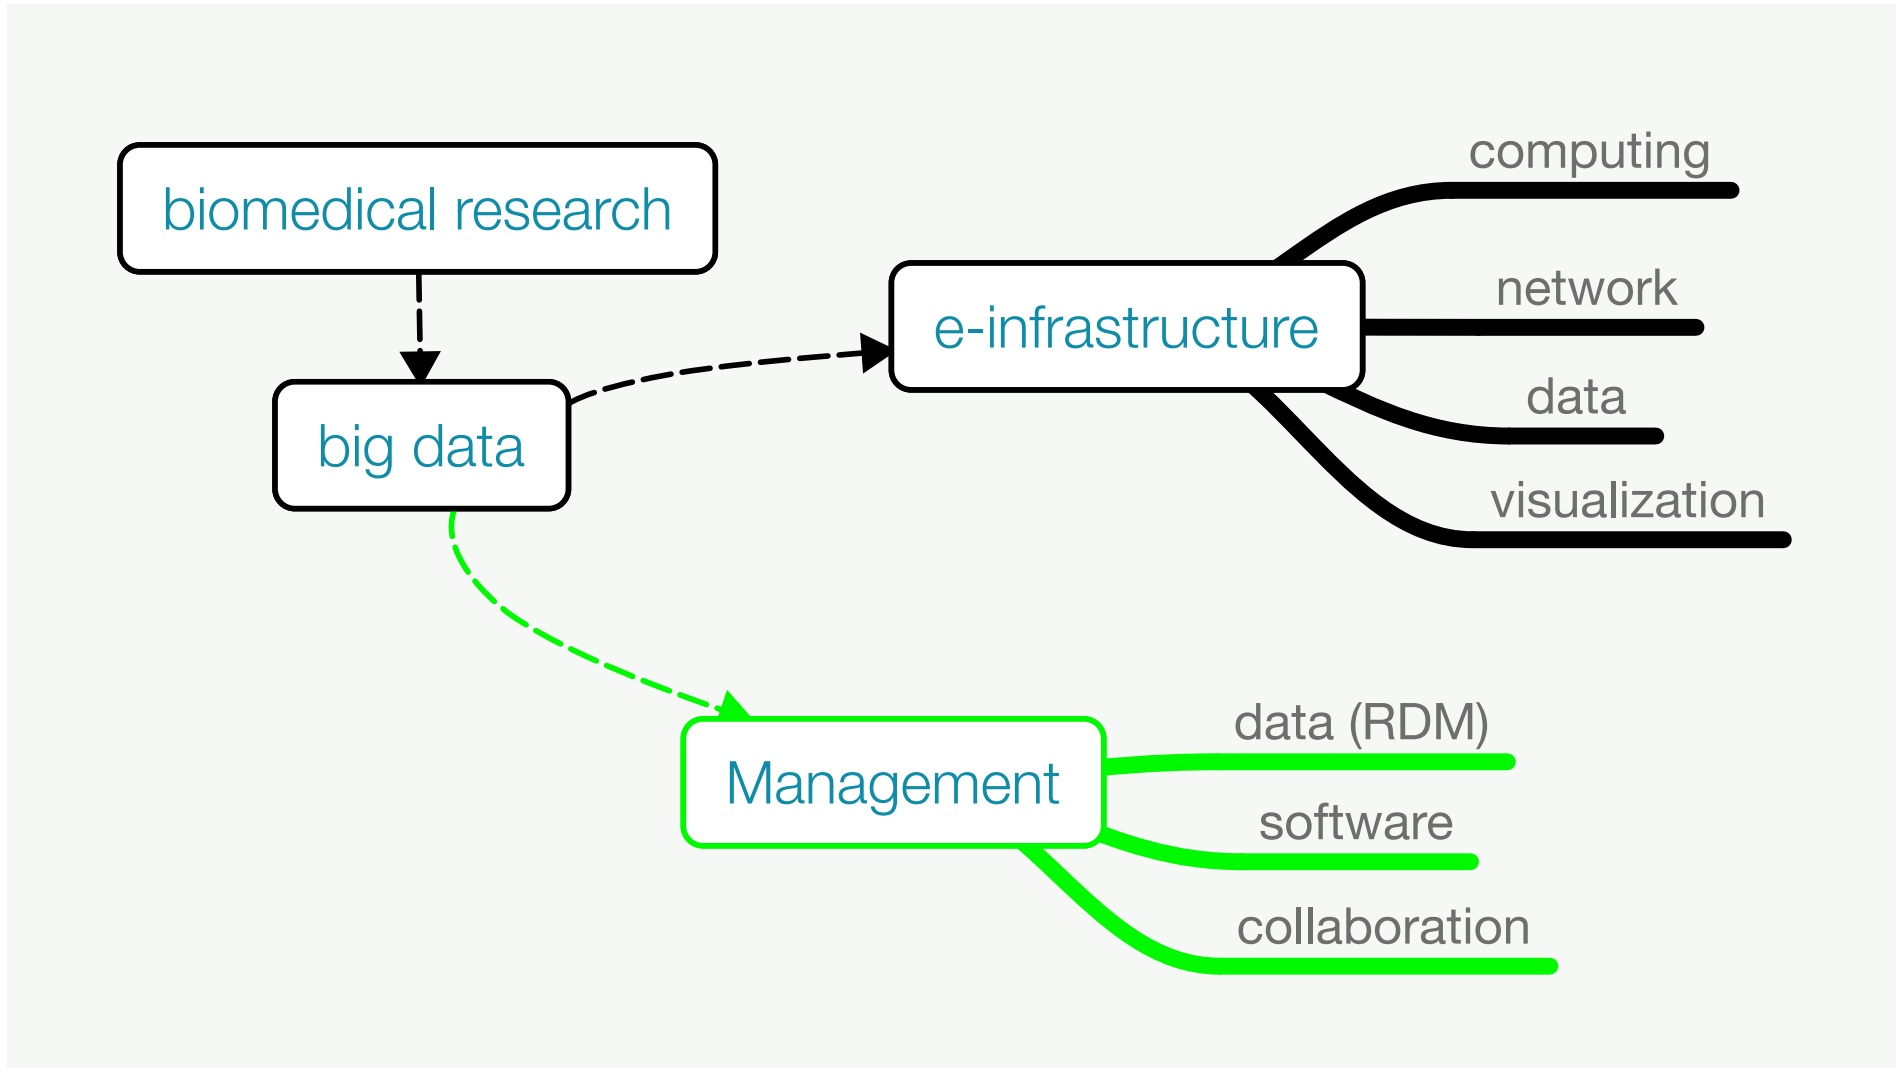 biomedical research
big data
e-infrastructure
computing
network
data
visualization
Management
data (RDM)
software
collaboration